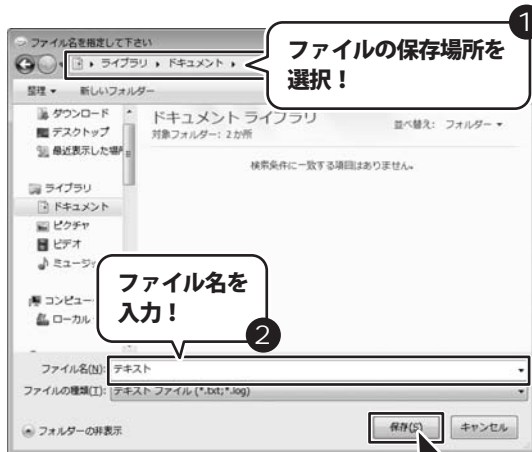 ファイル名を指定して下さい
1
ファイルの保存場所を
選択！
ライブラリ ▸ ドキュメント ▸
整理 ▼ 新しいフォルダー
ダウンロード
デスクトップ
最近表示した場所
ライブラリ
ドキュメント
ピクチャ
ビデオ
ミュージ
コンピュー
ローカル
ドキュメント ライブラリ
対象フォルダー: 2 か所
並べ替え: フォルダー ▼
検索条件に一致する項目はありません。
ファイル名を
入力！
2
ファイル名(N): テキスト
ファイルの種類(T): テキスト ファイル (*.txt;*.log)
フォルダーの非表示
保存(S)
キャンセル